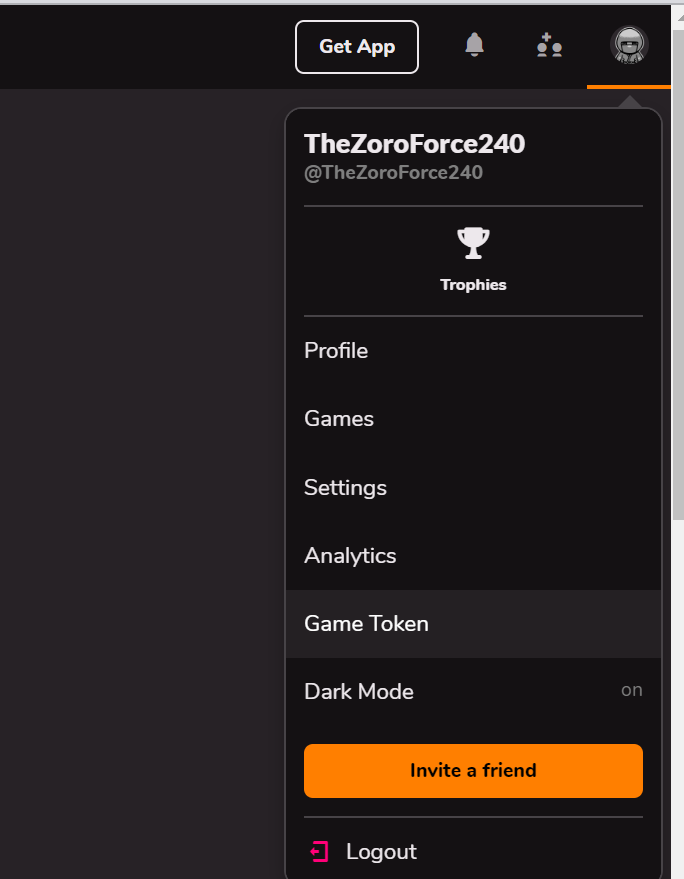 Get App
TheZoroForce240
@TheZoroForce240
Trophies
Profile
Games
Settings
Analytics
Game Token
Dark Mode on
Invite a friend
Logout